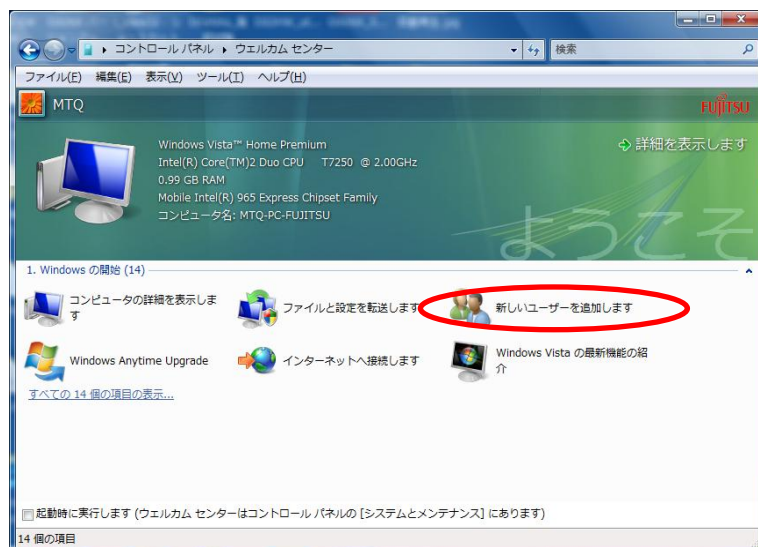 コントロール パネル ▸ ウェルカム センター
検索
ファイル(F) 編集(E) 表示(V) ツール(T) ヘルプ(H)
MTQ
FUJITSU
Windows Vista™ Home Premium
Intel(R) Core(TM)2 Duo CPU T7250 @ 2.00GHz
0.99 GB RAM
Mobile Intel(R) 965 Express Chipset Family
コンピュータ名: MTQ-PC-FUJITSU
詳細を表示します
ようこそ
1. Windows の開始 (14)
コンピュータの詳細を表示しま
す
ファイルと設定を転送します
新しいユーザーを追加します
Windows Anytime Upgrade
インターネットへ接続します
Windows Vista の最新機能の紹
介
すべての 14 個の項目の表示...
起動時に実行します (ウェルカム センターはコントロール パネルの [システムとメンテナンス] にあります)
14 個の項目